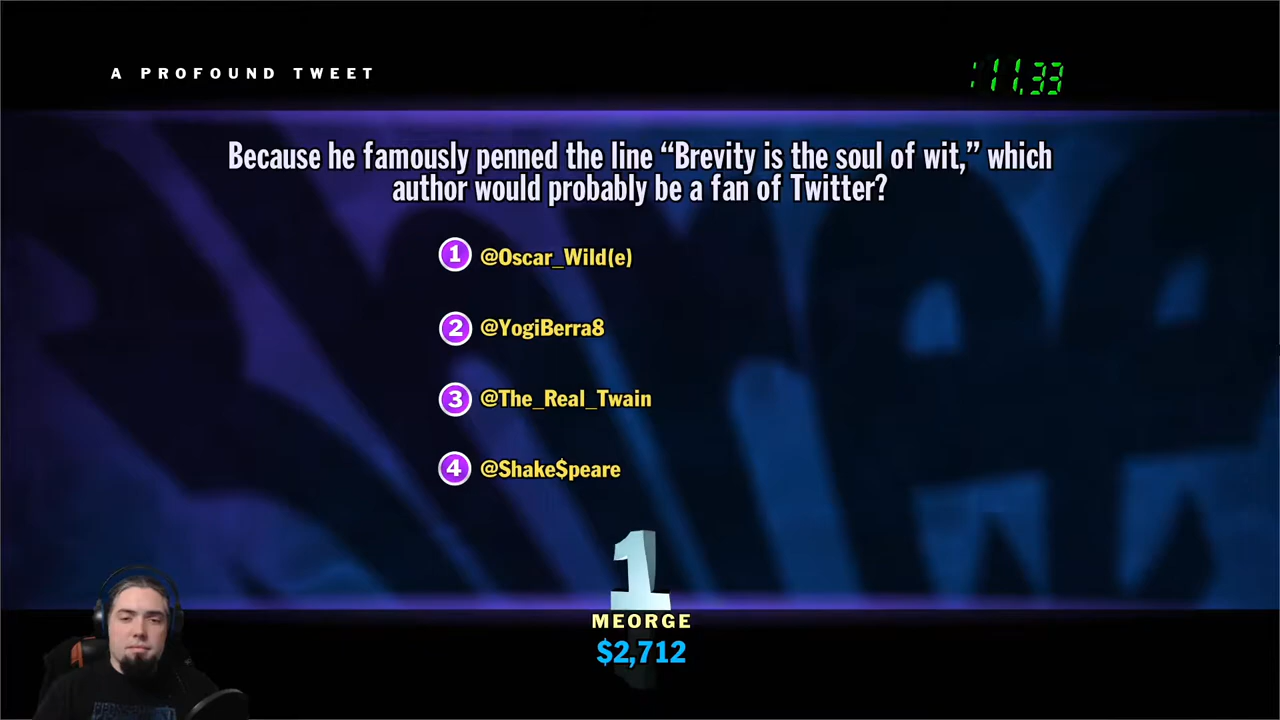 A PROFOUND TWEET
:11.33
Because he famously penned the line “Brevity is the soul of wit,” which
author would probably be a fan of Twitter?
1 @Oscar_Wild(e)
2 @YogiBerra8
3 @The_Real_Twain
4 @Shake$peare
1
MEORGE
$2,712